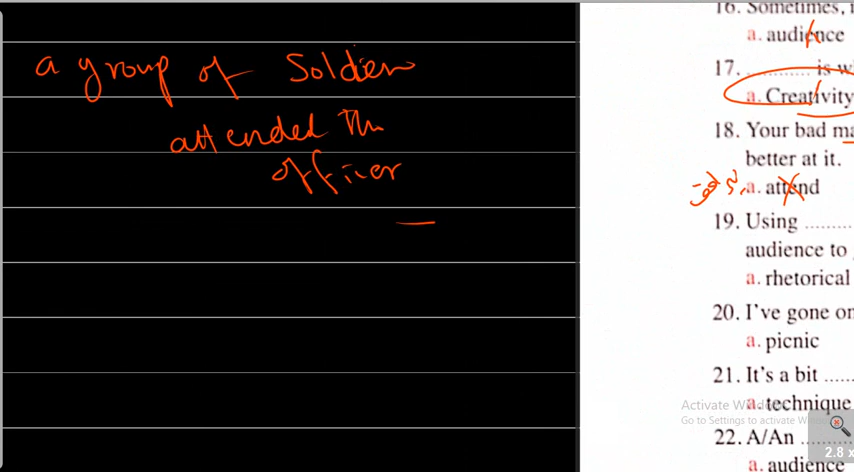 a group of Soldiers
attended the
officer
16. Sometimes, i
a. audience
17. .......... is w
a. Creativity
18. Your bad ma
better at it.
a. attend
19. Using ........
audience to
a. rhetorical
20. I've gone on
a. picnic
21. It's a bit .....
a. technique
22. A/An ........
a. audience
Activate Windows
Go to Settings to activate Windows.
2.8 x